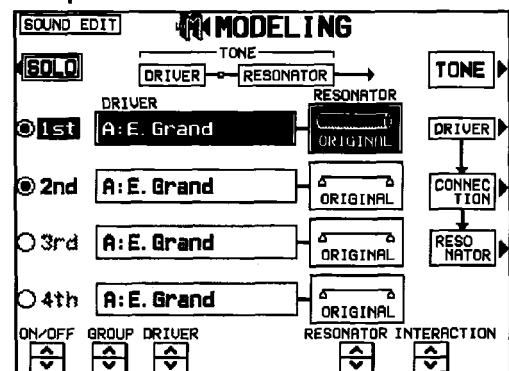 SOUND EDIT
MODELING
SOLO
TONE
DRIVER
RESONATOR
TONE
DRIVER
RESONATOR
1st
A:E. Grand
ORIGINAL
DRIVER
2nd
A:E. Grand
ORIGINAL
CONNEC
TION
3rd
A:E. Grand
ORIGINAL
RESO
NATOR
4th
A:E. Grand
ORIGINAL
ON/OFF GROUP DRIVER RESONATOR INTERACTION